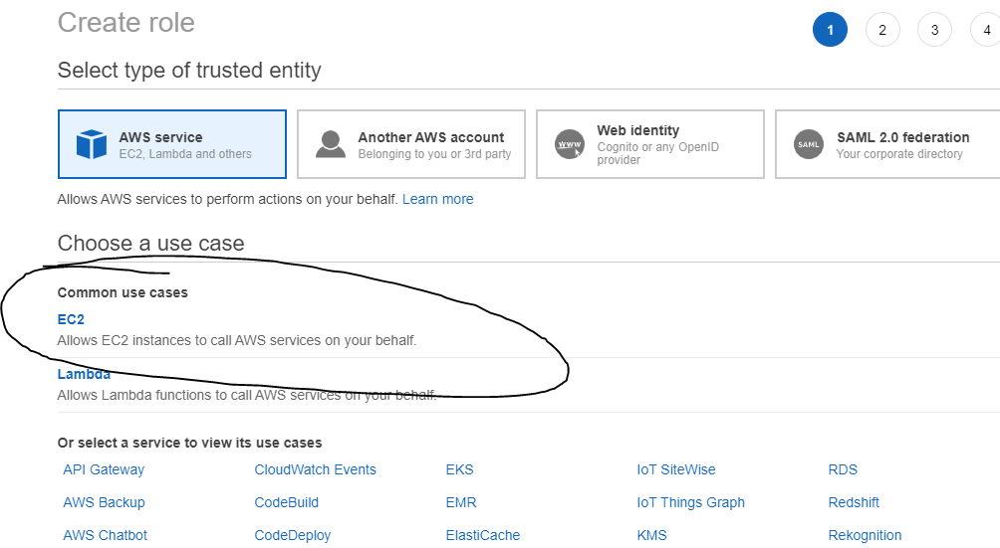 Create role
1 2 3 4
Select type of trusted entity
AWS service
EC2, Lambda and others
Another AWS account
Belonging to you or 3rd party
WWW
Web identity
Cognito or any OpenID
provider
SAML
SAML 2.0 federation
Your corporate directory
Allows AWS services to perform actions on your behalf. Learn more
Choose a use case
Common use cases
EC2
Allows EC2 instances to call AWS services on your behalf.
Lambda
Allows Lambda functions to call AWS services on your behalf.
Or select a service to view its use cases
API Gateway CloudWatch Events EKS IoT SiteWise RDS
AWS Backup CodeBuild EMR IoT Things Graph Redshift
AWS Chatbot CodeDeploy ElastiCache KMS Rekognition